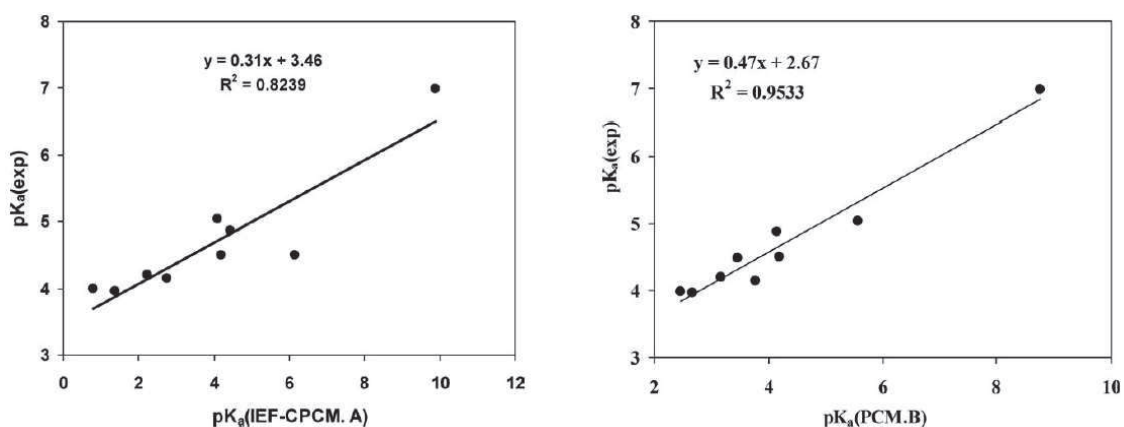 y = 0.31x + 3.46
R² = 0.8239
8
7
6
5
4
3
pKₐ(exp)
0 2 4 6 8 10 12
pKₐ(IEF-CPCM. A)
y = 0.47x + 2.67
R² = 0.9533
8
7
6
5
4
3
pKₐ(exp)
2 4 6 8 10
pKₐ(PCM.B)